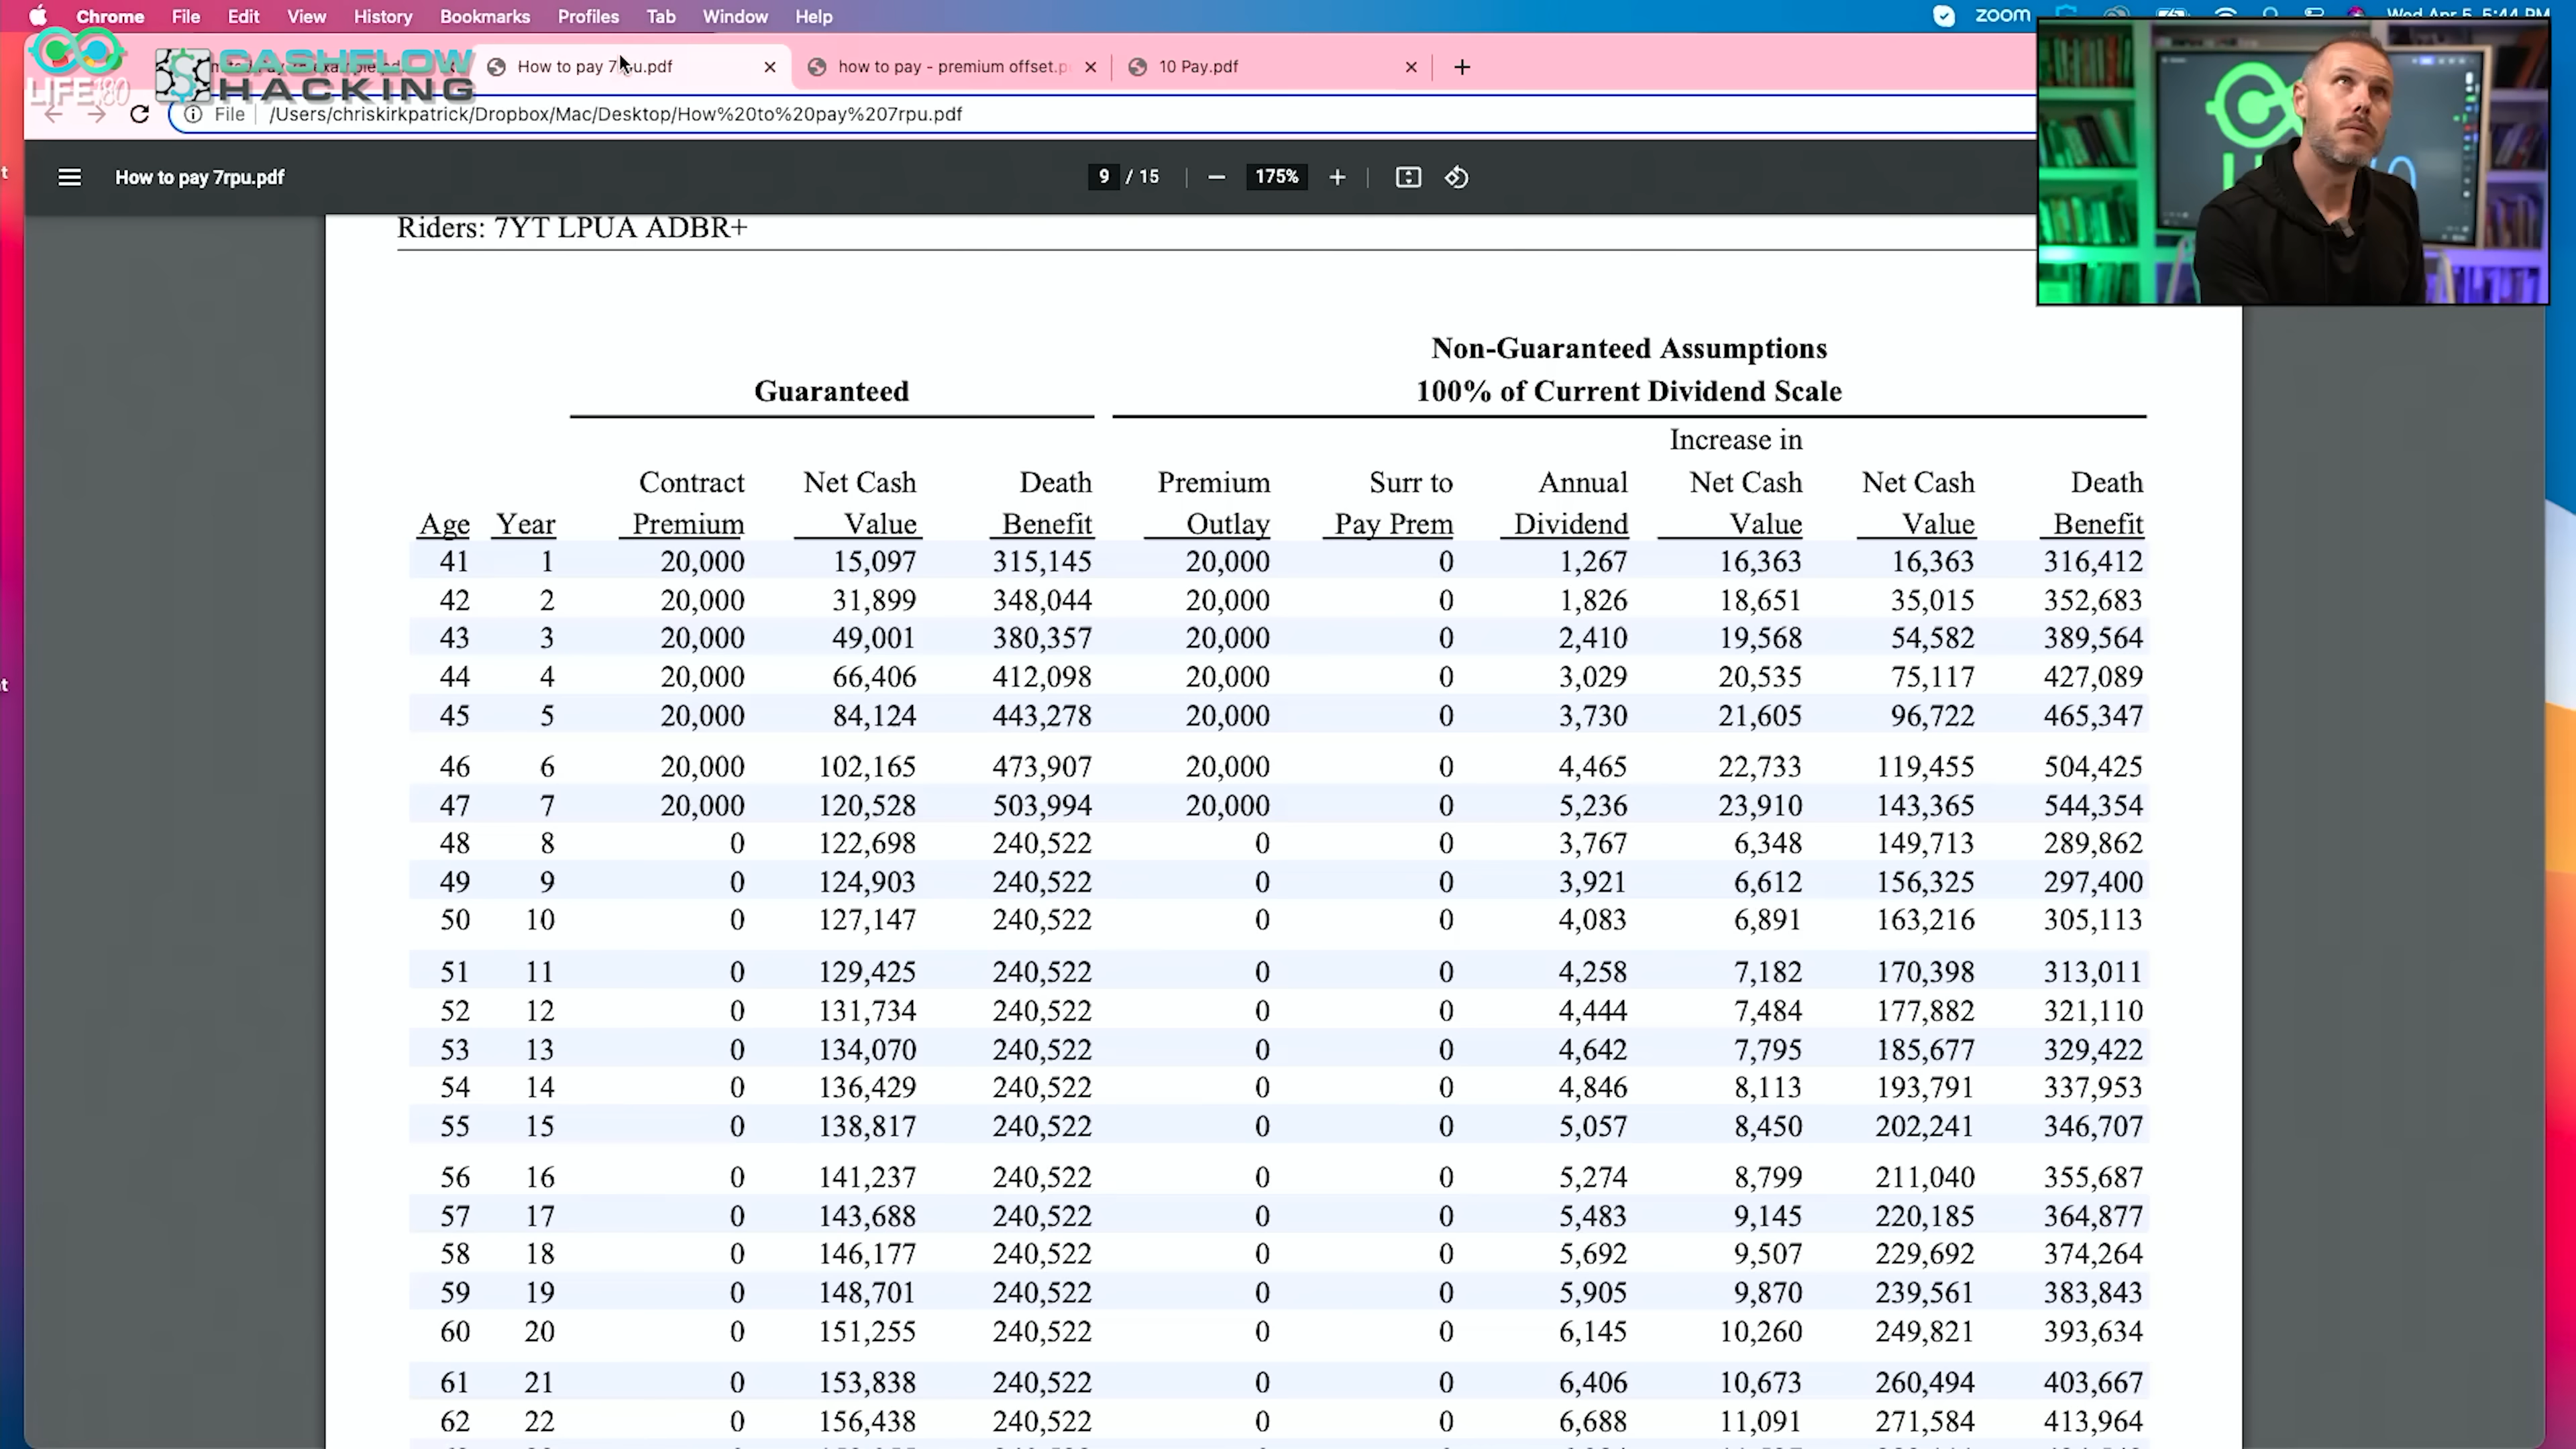 Chrome File Edit View History Bookmarks Profiles Tab Window Help
zoom Wed Apr 5 5:44 PM
LIFE180
CASHFLOW
HACKING
How to pay 7rpu.pdf
how to pay - premium offset.p
10 Pay.pdf
File /Users/chriskirkpatrick/Dropbox/Mac/Desktop/How%20to%20pay%207rpu.pdf
How to pay 7rpu.pdf
9 / 15 — 175% +
Riders: 7YT LPUA ADBR+
Non-Guaranteed Assumptions
Guaranteed 100% of Current Dividend Scale
Increase in
Contract Net Cash Death Premium Surr to Annual Net Cash Net Cash Death
Age Year Premium Value Benefit Outlay Pay Prem Dividend Value Value Benefit
41 1 20,000 15,097 315,145 20,000 0 1,267 16,363 16,363 316,412
42 2 20,000 31,899 348,044 20,000 0 1,826 18,651 35,015 352,683
43 3 20,000 49,001 380,357 20,000 0 2,410 19,568 54,582 389,564
44 4 20,000 66,406 412,098 20,000 0 3,029 20,535 75,117 427,089
45 5 20,000 84,124 443,278 20,000 0 3,730 21,605 96,722 465,347
46 6 20,000 102,165 473,907 20,000 0 4,465 22,733 119,455 504,425
47 7 20,000 120,528 503,994 20,000 0 5,236 23,910 143,365 544,354
48 8 0 122,698 240,522 0 0 3,767 6,348 149,713 289,862
49 9 0 124,903 240,522 0 0 3,921 6,612 156,325 297,400
50 10 0 127,147 240,522 0 0 4,083 6,891 163,216 305,113
51 11 0 129,425 240,522 0 0 4,258 7,182 170,398 313,011
52 12 0 131,734 240,522 0 0 4,444 7,484 177,882 321,110
53 13 0 134,070 240,522 0 0 4,642 7,795 185,677 329,422
54 14 0 136,429 240,522 0 0 4,846 8,113 193,791 337,953
55 15 0 138,817 240,522 0 0 5,057 8,450 202,241 346,707
56 16 0 141,237 240,522 0 0 5,274 8,799 211,040 355,687
57 17 0 143,688 240,522 0 0 5,483 9,145 220,185 364,877
58 18 0 146,177 240,522 0 0 5,692 9,507 229,692 374,264
59 19 0 148,701 240,522 0 0 5,905 9,870 239,561 383,843
60 20 0 151,255 240,522 0 0 6,145 10,260 249,821 393,634
61 21 0 153,838 240,522 0 0 6,406 10,673 260,494 403,667
62 22 0 156,438 240,522 0 0 6,688 11,091 271,584 413,964